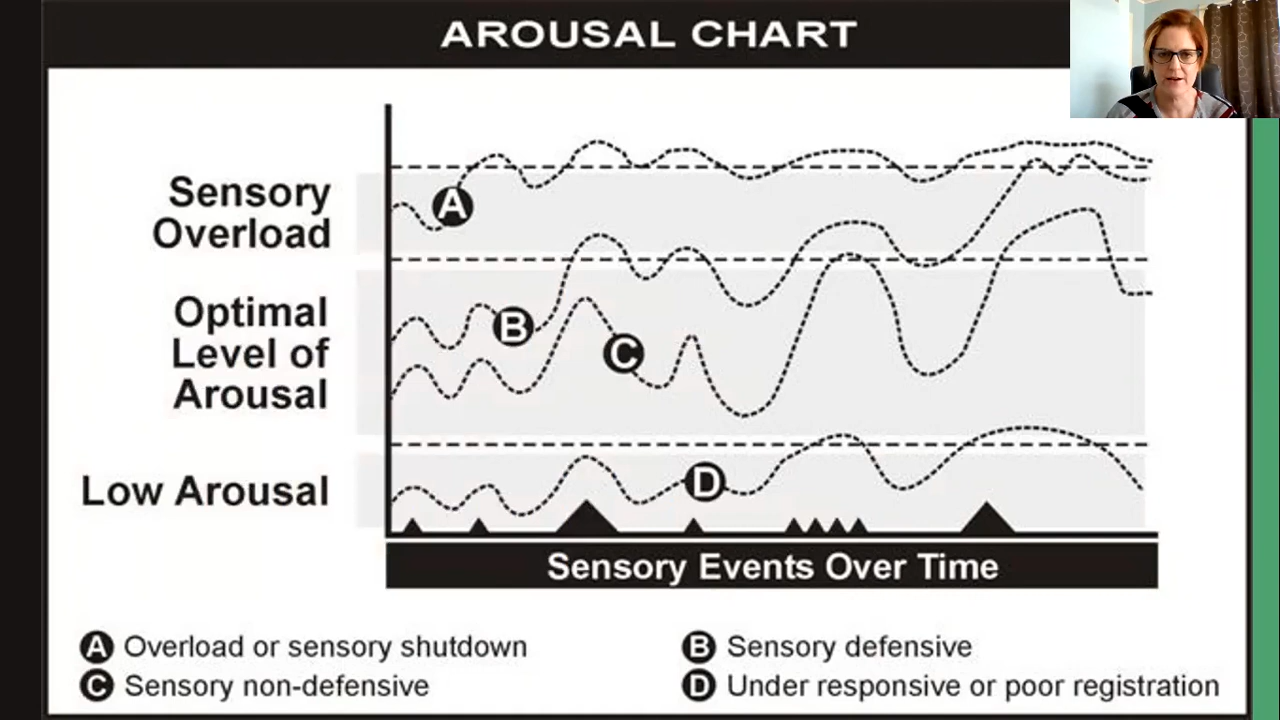 AROUSAL CHART
Sensory
Overload
Optimal
Level of
Arousal
Low Arousal
A
B
C
D
Sensory Events Over Time
A Overload or sensory shutdown
B Sensory defensive
C Sensory non-defensive
D Under responsive or poor registration